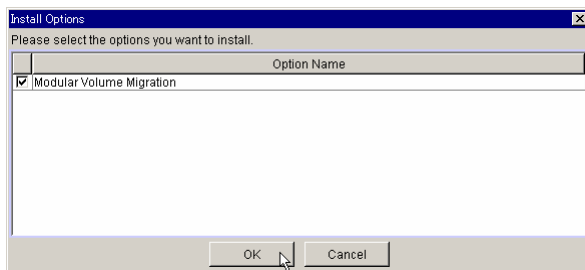 Install Options
Please select the options you want to install.
Option Name
Modular Volume Migration
OK
Cancel